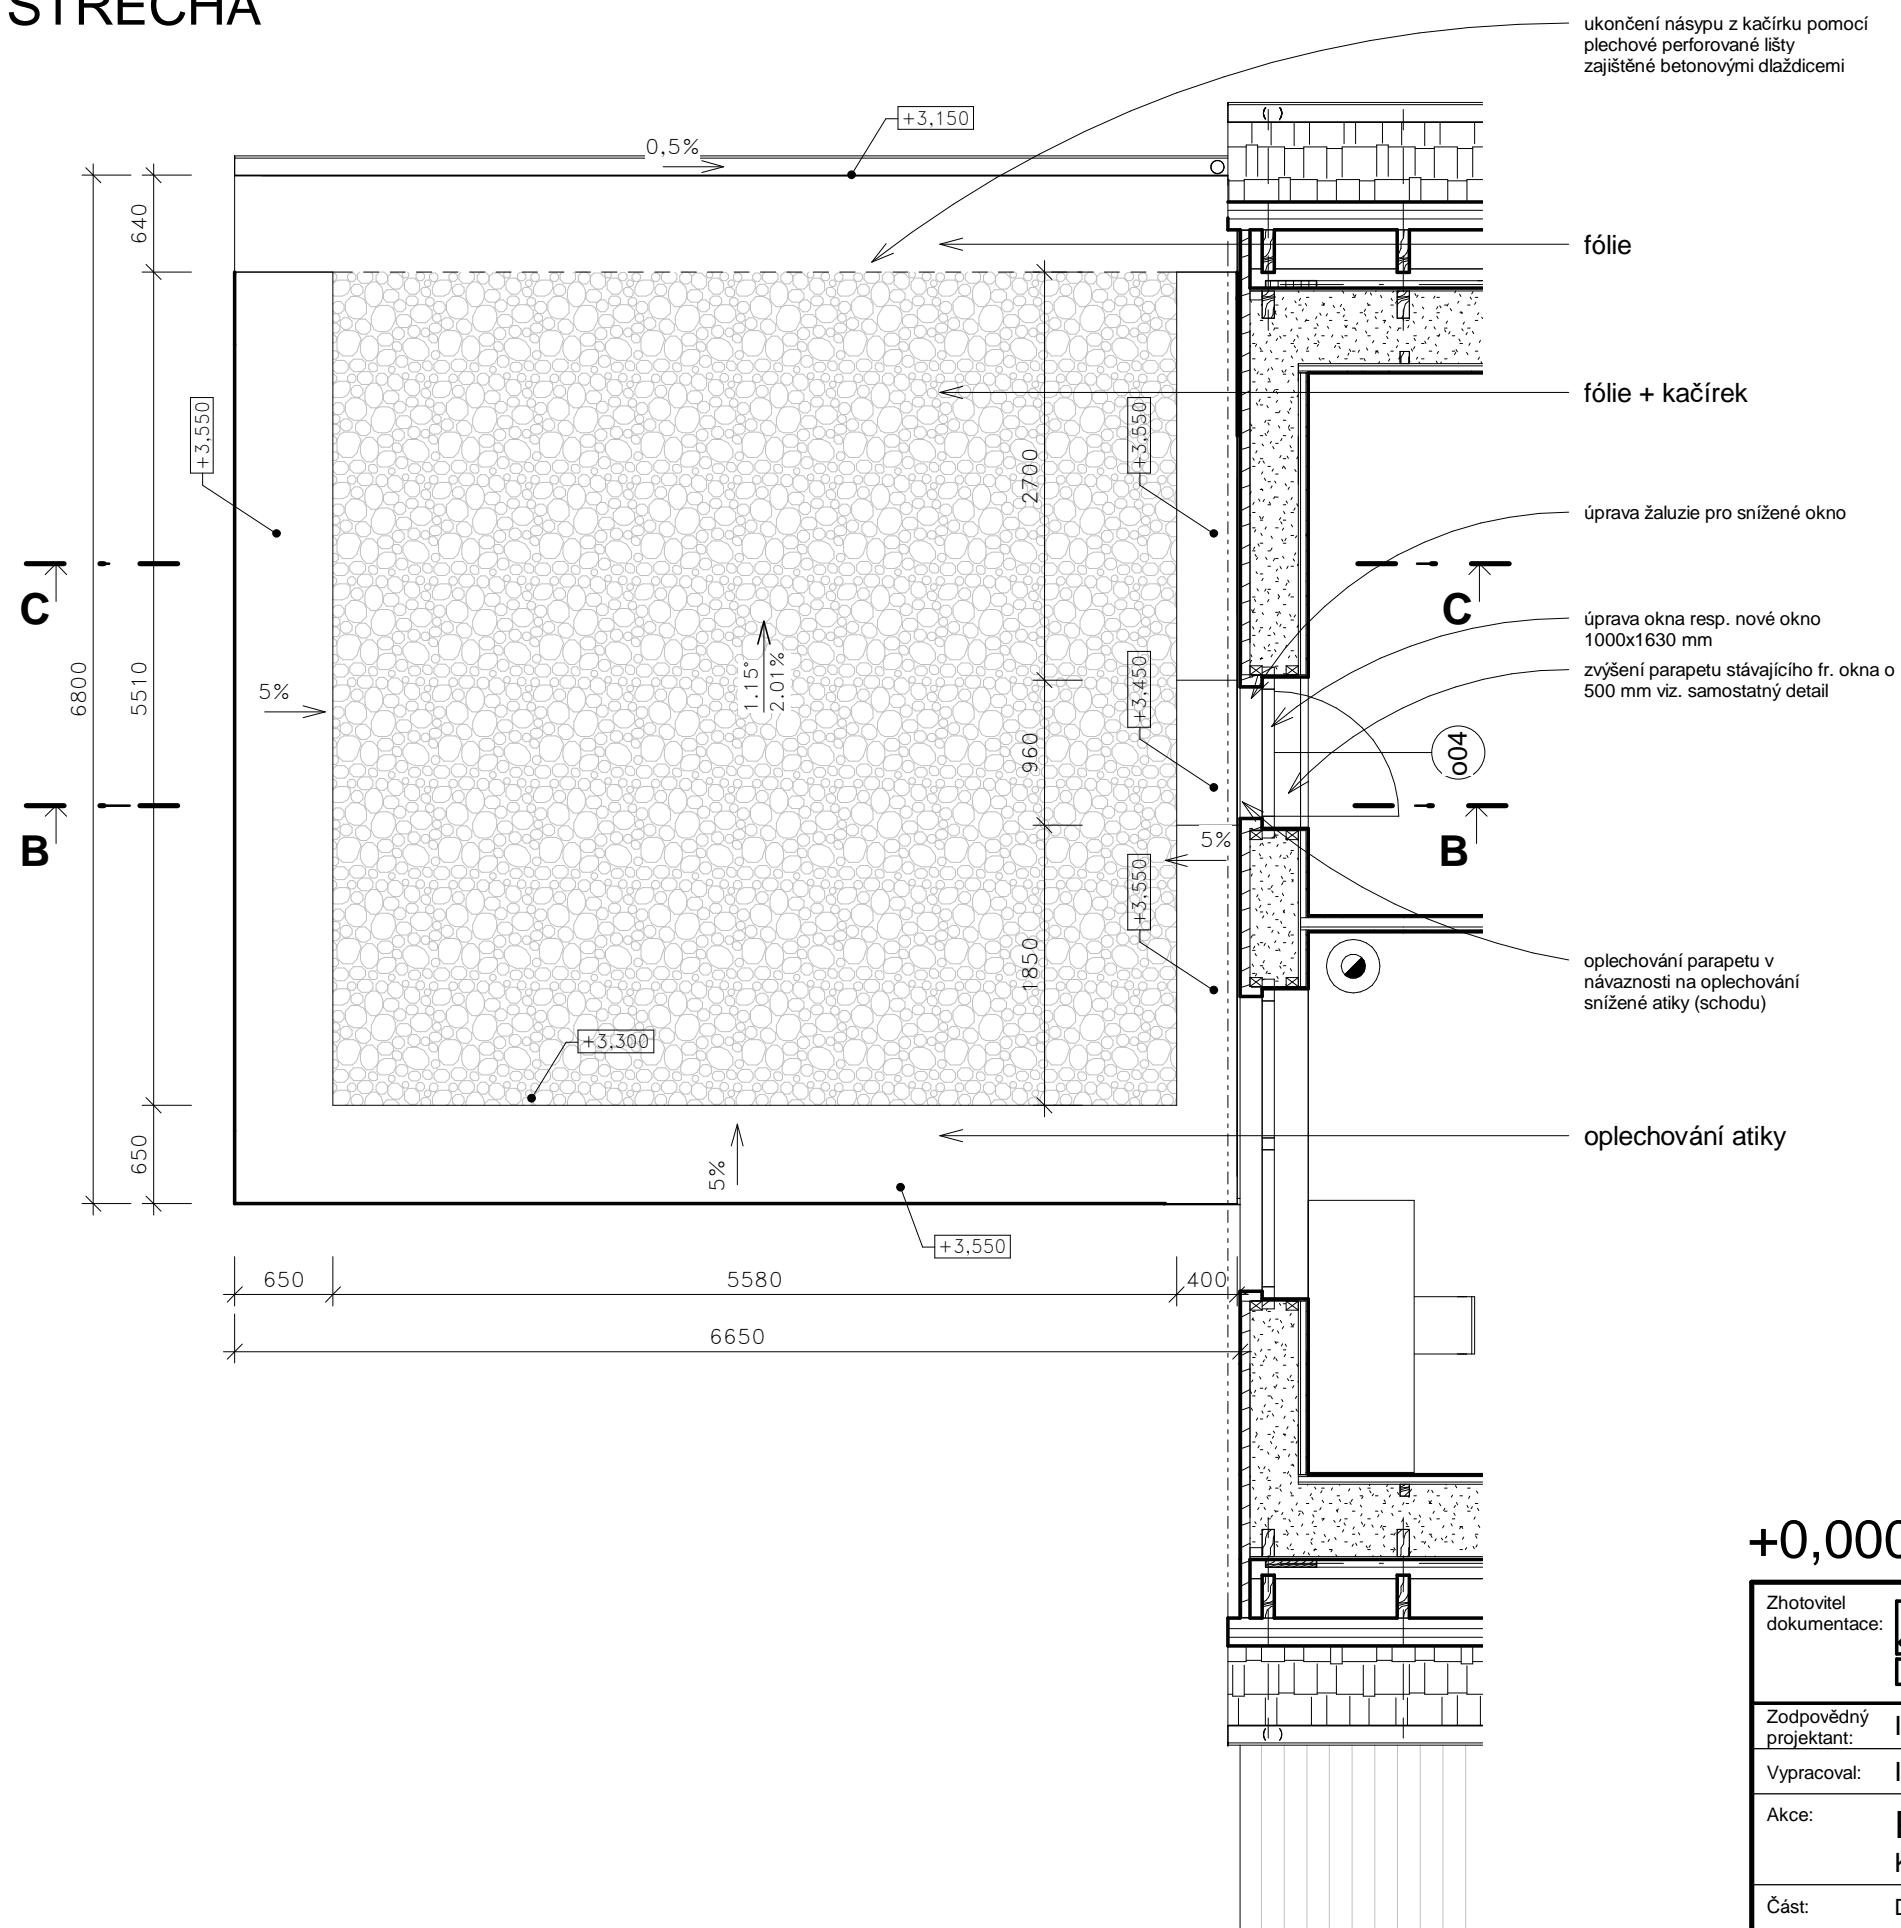 STŘECHA
ukončení násypu z kačírku pomocí
plechové perforované lišty
zajištěné betonovými dlaždicemi
+3,150
0,5%
640
fólie
fólie + kačírek
+3,550
+3,550
2700
úprava žaluzie pro snížené okno
C
C
úprava okna resp. nové okno
1000x1630 mm
zvýšení parapetu stávajícího fr. okna o
500 mm viz. samostatný detail
6800
5510
5%
1.15°
2.01%
+3,450
960
o04
B
B
5%
+3,550
1850
oplechování parapetu v
návaznosti na oplechování
snížené atiky (schodu)
+3,300
650
5%
oplechování atiky
+3,550
650
5580
400
6650
+0,000
Zhotovitel
dokumentace:
Zodpovědný
projektant:
Vypracoval:
Akce:
Část: